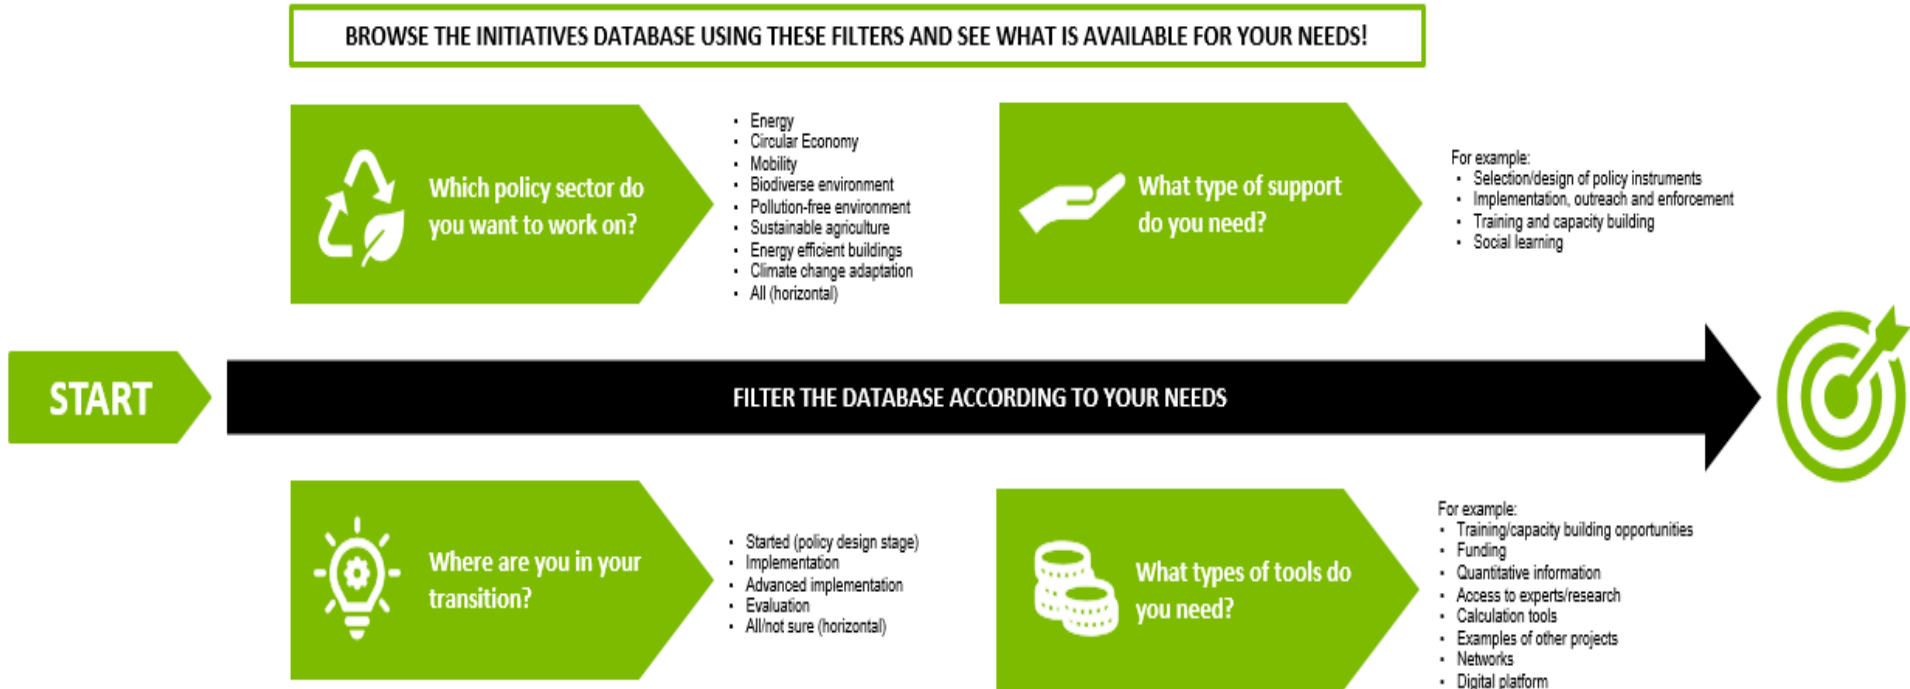 BROWSE THE INITIATIVES DATABASE USING THESE FILTERS AND SEE WHAT IS AVAILABLE FOR YOUR NEEDS!
Which policy sector do
you want to work on?
• Energy
• Circular Economy
• Mobility
• Biodiverse environment
• Pollution-free environment
• Sustainable agriculture
• Energy efficient buildings
• Climate change adaptation
• All (horizontal)
What type of support
do you need?
For example:
• Selection/design of policy instruments
• Implementation, outreach and enforcement
• Training and capacity building
• Social learning
START
FILTER THE DATABASE ACCORDING TO YOUR NEEDS
Where are you in your
transition?
• Started (policy design stage)
• Implementation
• Advanced implementation
• Evaluation
• All/not sure (horizontal)
What types of tools do
you need?
For example:
• Training/capacity building opportunities
• Funding
• Quantitative information
• Access to experts/research
• Calculation tools
• Examples of other projects
• Networks
• Digital platform